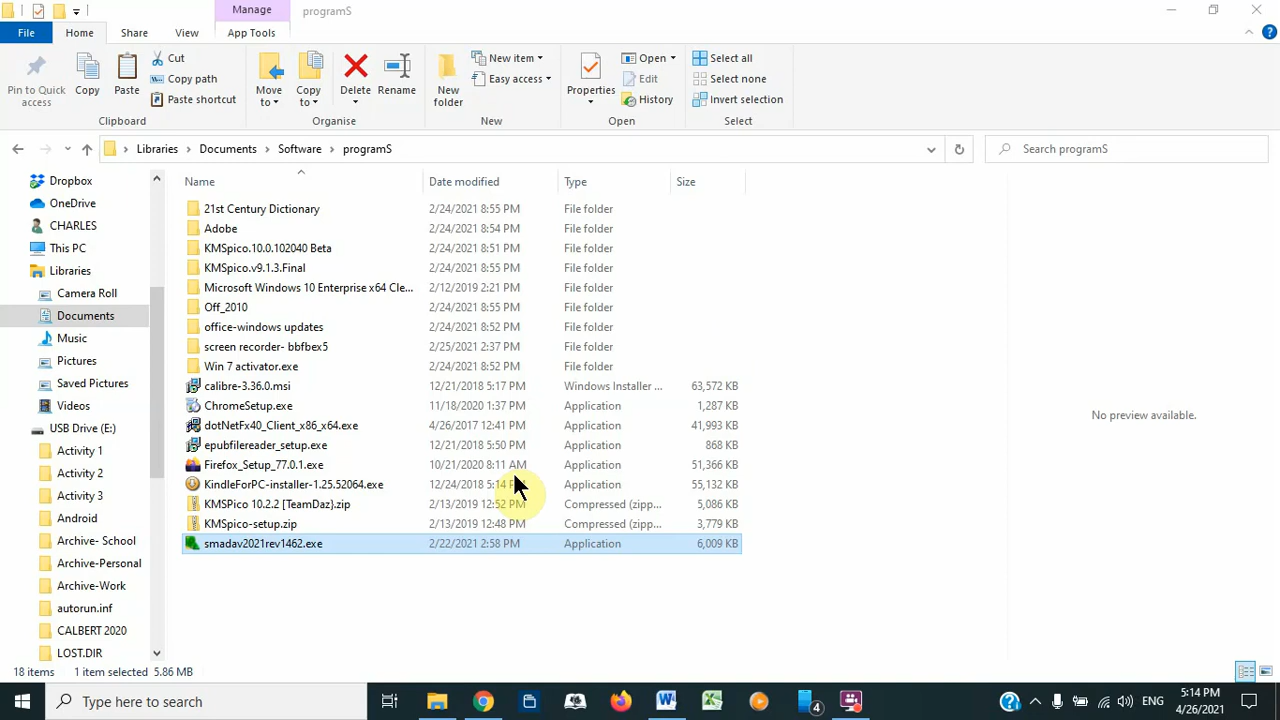 Manage programS
File Home Share View App Tools
Pin to Quick access
Copy
Paste
Cut
Copy path
Paste shortcut
Clipboard
Move to
Copy to
Delete
Rename
Organise
New folder
New item
Easy access
New
Properties
Open
Edit
History
Open
Select all
Select none
Invert selection
Select
Libraries Documents Software programS
Search programS
Dropbox
OneDrive
CHARLES
This PC
Libraries
Camera Roll
Documents
Music
Pictures
Saved Pictures
Videos
USB Drive (E:)
Activity 1
Activity 2
Activity 3
Android
Archive- School
Archive-Personal
Archive-Work
autorun.inf
CALBERT 2020
LOST.DIR
Name Date modified Type Size
21st Century Dictionary 2/24/2021 8:55 PM File folder
Adobe 2/24/2021 8:54 PM File folder
KMSpico.10.0.102040 Beta 2/24/2021 8:51 PM File folder
KMSpico.v9.1.3.Final 2/24/2021 8:55 PM File folder
Microsoft Windows 10 Enterprise x64 Cle... 2/12/2019 2:21 PM File folder
Off_2010 2/24/2021 8:55 PM File folder
office-windows updates 2/24/2021 8:52 PM File folder
screen recorder- bbfbex5 2/25/2021 2:37 PM File folder
Win 7 activator.exe 2/24/2021 8:52 PM File folder
calibre-3.36.0.msi 12/21/2018 5:17 PM Windows Installer ... 63,572 KB
ChromeSetup.exe 11/18/2020 1:37 PM Application 1,287 KB
dotNetFx40_Client_x86_x64.exe 4/26/2017 12:41 PM Application 41,993 KB
epubfilereader_setup.exe 12/21/2018 5:50 PM Application 868 KB
Firefox_Setup_77.0.1.exe 10/21/2020 8:11 AM Application 51,366 KB
KindleForPC-installer-1.25.52064.exe 12/24/2018 5:14 Application 55,132 KB
KMSPico 10.2.2 [TeamDaz}.zip 2/13/2019 12:52 PM Compressed (zipp... 5,086 KB
KMSpico-setup.zip 2/13/2019 12:48 PM Compressed (zipp... 3,779 KB
smadav2021rev1462.exe 2/22/2021 2:58 PM Application 6,009 KB
No preview available.
18 items 1 item selected 5.86 MB
Type here to search
4
ENG
5:14 PM
4/26/2021